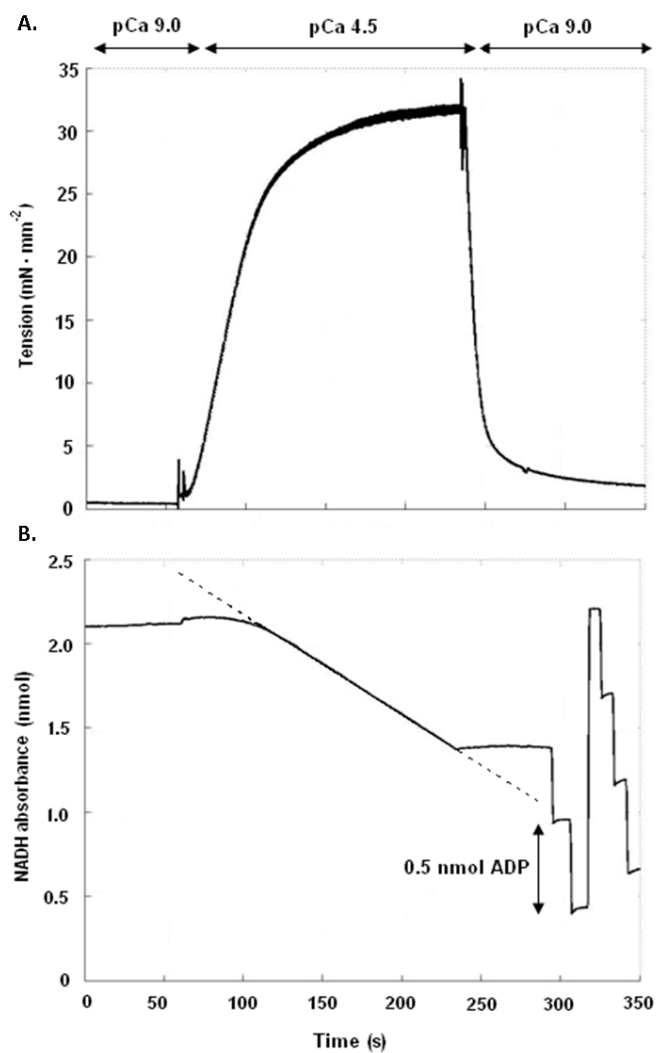 A.
pCa 9.0 pCa 4.5 pCa 9.0
35
30
25
20
15
10
5
0
Tension (mN · mm-2)
B.
2.5
2.0
1.5
1.0
0.5
0
NADH absorbance (nmol)
0.5 nmol ADP
0 50 100 150 200 250 300 350
Time (s)